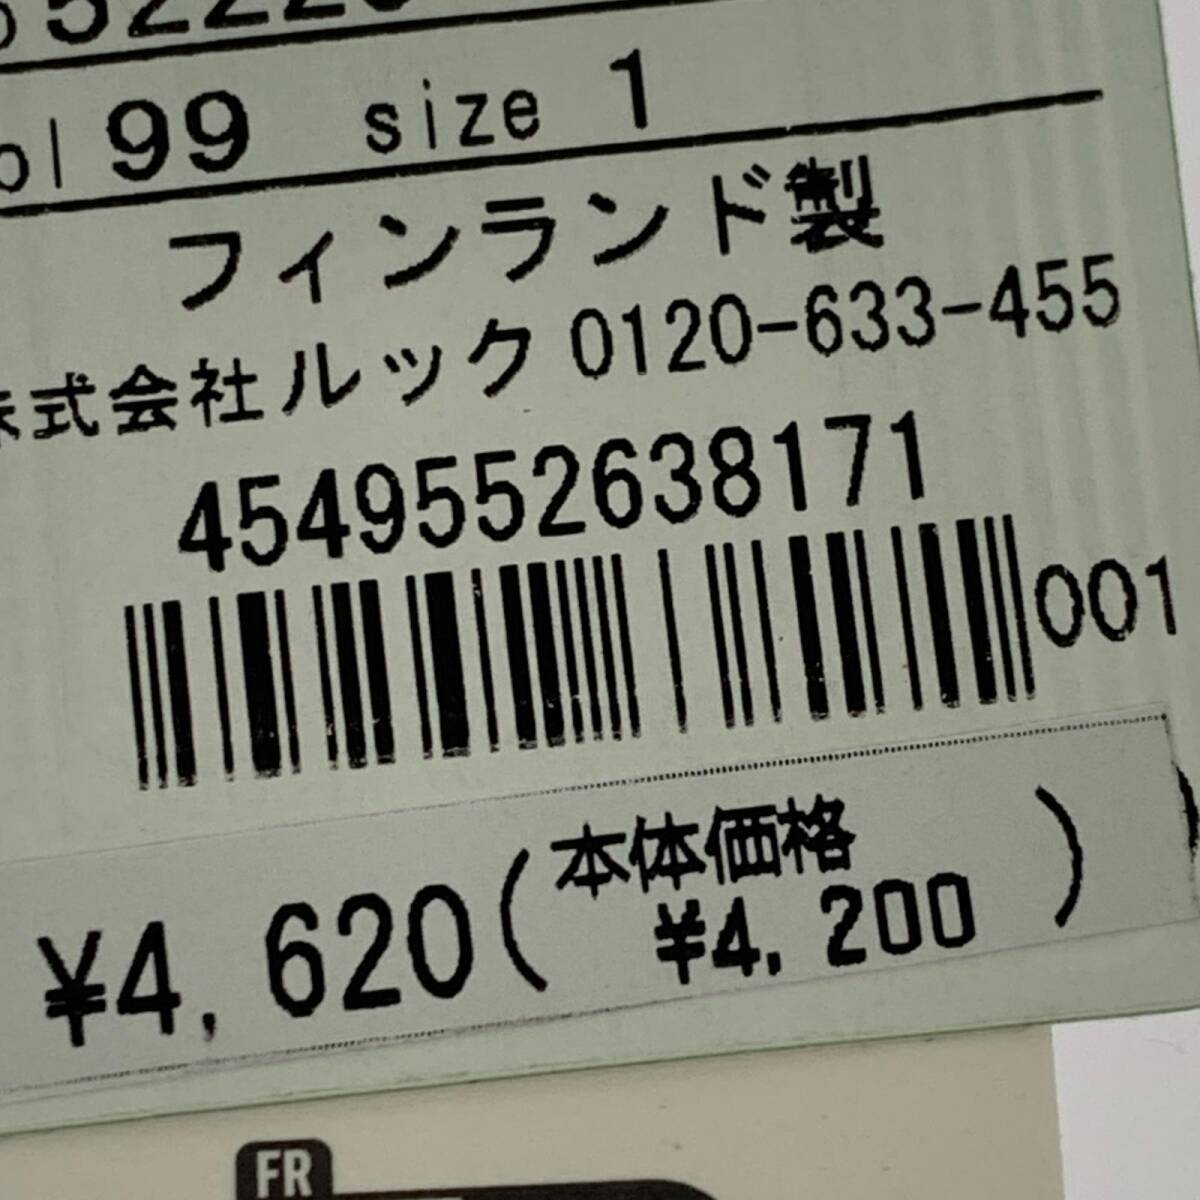 99 size 1
フィンランド製
株式会社ルック 0120-633-455
4549552638171
001
¥4,620(本体価格 ¥4,200)
FR